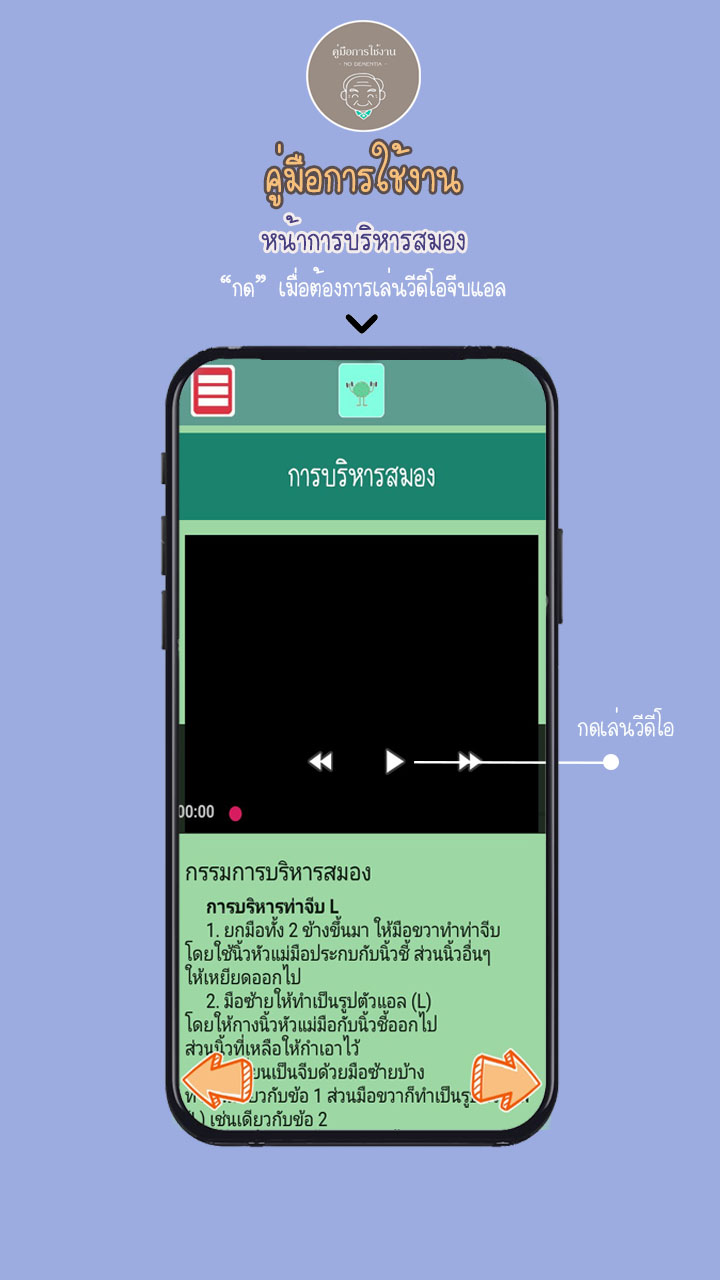 คู่มือการใช้งาน
- NO DEMENTIA -
คู่มือการใช้งาน
หน้าการบริหารสมอง
“กด” เมื่อต้องการเล่นวีดีโอจีบแอล
การบริหารสมอง
กดเล่นวีดีโอ
00:00
กรรมการบริหารสมอง
การบริหารท่าจีบ L
1. ยกมือทั้ง 2 ข้างขึ้นมา ให้มือขวาทำท่าจีบ
โดยใช้นิ้วหัวแม่มือประกบกับนิ้วชี้ ส่วนนิ้วอื่นๆ
ให้เหยียดออกไป
2. มือซ้ายให้ทำเป็นรูปตัวแอล (L)
โดยให้กางนิ้วหัวแม่มือกับนิ้วชี้ออกไป
ส่วนนิ้วที่เหลือให้กำเอาไว้
ยนเป็นจีบด้วยมือซ้ายบ้าง
ยวกับข้อ 1 ส่วนมือขวาก็ทำเป็นรู
L) เช่นเดียวกับข้อ 2